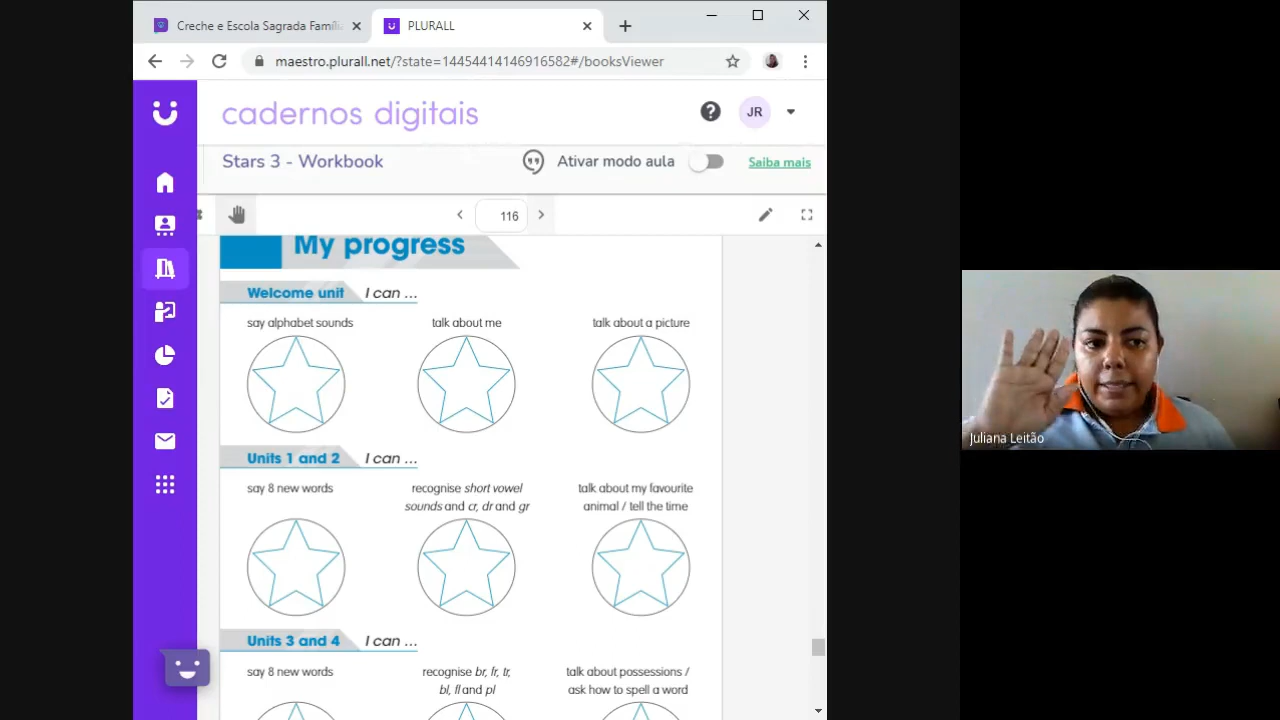 Creche e Escola Sagrada Famíli
PLURALL
maestro.plurall.net/?state=14454414146916582#/booksViewer
cadernos digitais
JR
Stars 3 - Workbook
Ativar modo aula
Saiba mais
116
My progress
Welcome unit I can ...
say alphabet sounds
talk about me
talk about a picture
Units 1 and 2 I can ...
say 8 new words
recognise short vowel
sounds and cr, dr and gr
talk about my favourite
animal / tell the time
Units 3 and 4 I can ...
say 8 new words
recognise br, fr, tr,
bl, fl and pl
talk about possessions /
ask how to spell a word
Juliana Leitão